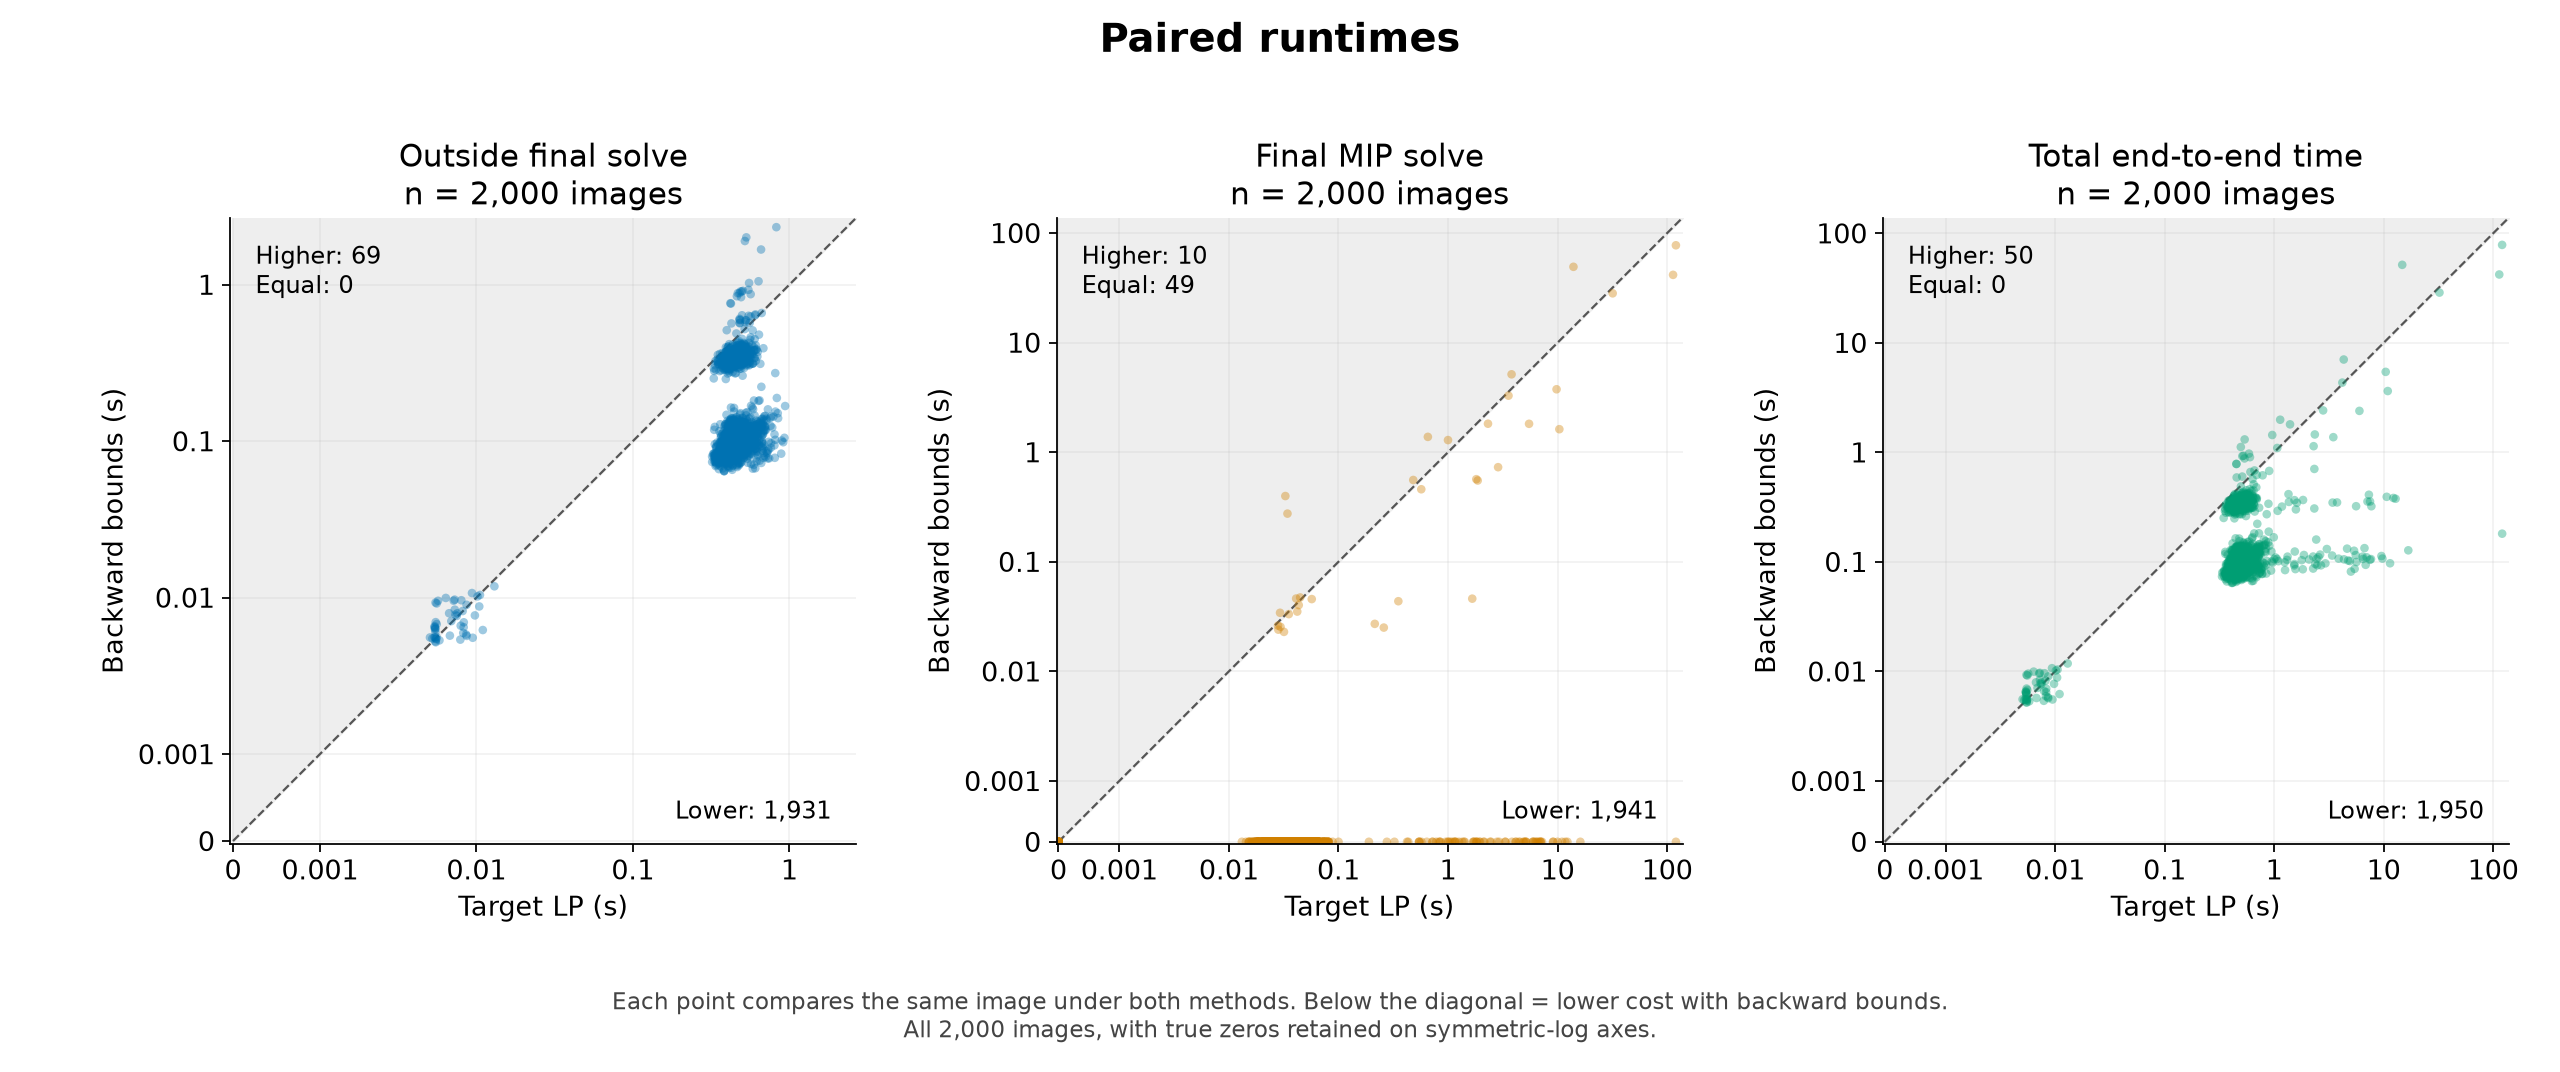 Paired runtimes
Outside final solve
n = 2,000 images
Higher: 69
Equal: 0
Lower: 1,931
1
0.1
0.01
0.001
0
0 0.001 0.01 0.1 1
Backward bounds (s)
Target LP (s)
Final MIP solve
n = 2,000 images
Higher: 10
Equal: 49
Lower: 1,941
100
10
1
0.1
0.01
0.001
0
0 0.001 0.01 0.1 1 10 100
Backward bounds (s)
Target LP (s)
Total end-to-end time
n = 2,000 images
Higher: 50
Equal: 0
Lower: 1,950
100
10
1
0.1
0.01
0.001
0
0 0.001 0.01 0.1 1 10 100
Backward bounds (s)
Target LP (s)
Each point compares the same image under both methods. Below the diagonal = lower cost with backward bounds.
All 2,000 images, with true zeros retained on symmetric-log axes.